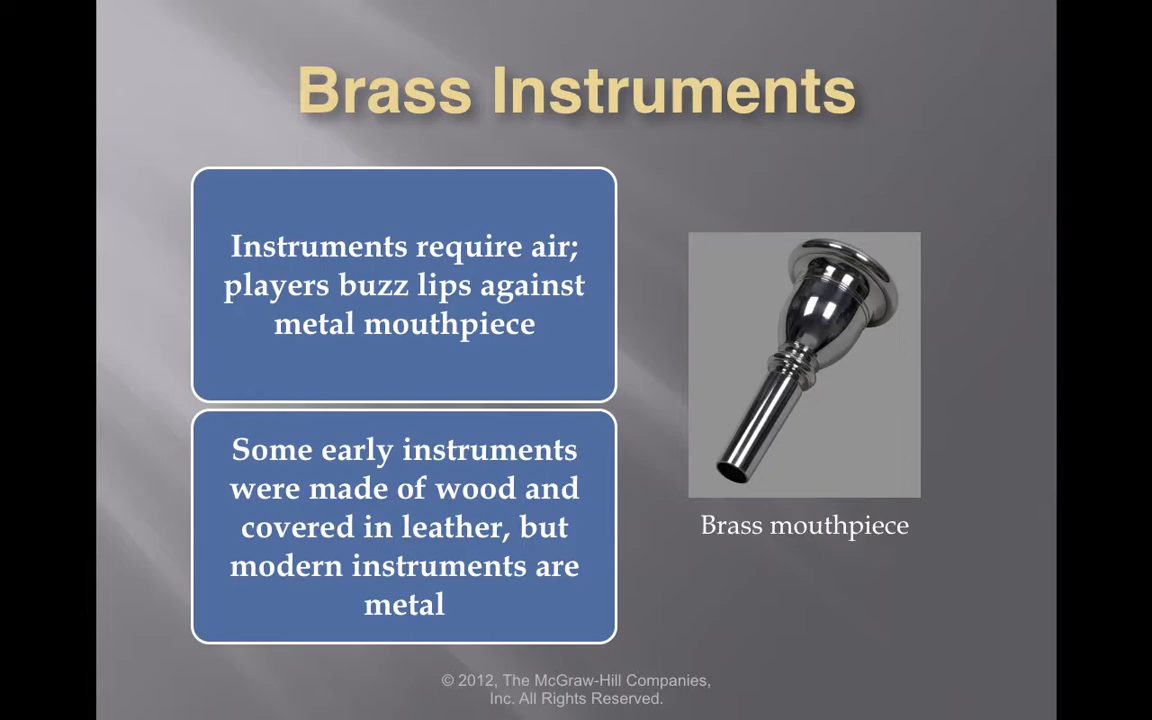 Brass Instruments
Instruments require air;
players buzz lips against
metal mouthpiece
Some early instruments
were made of wood and
covered in leather, but
modern instruments are
metal
Brass mouthpiece
© 2012, The McGraw-Hill Companies,
Inc. All Rights Reserved.